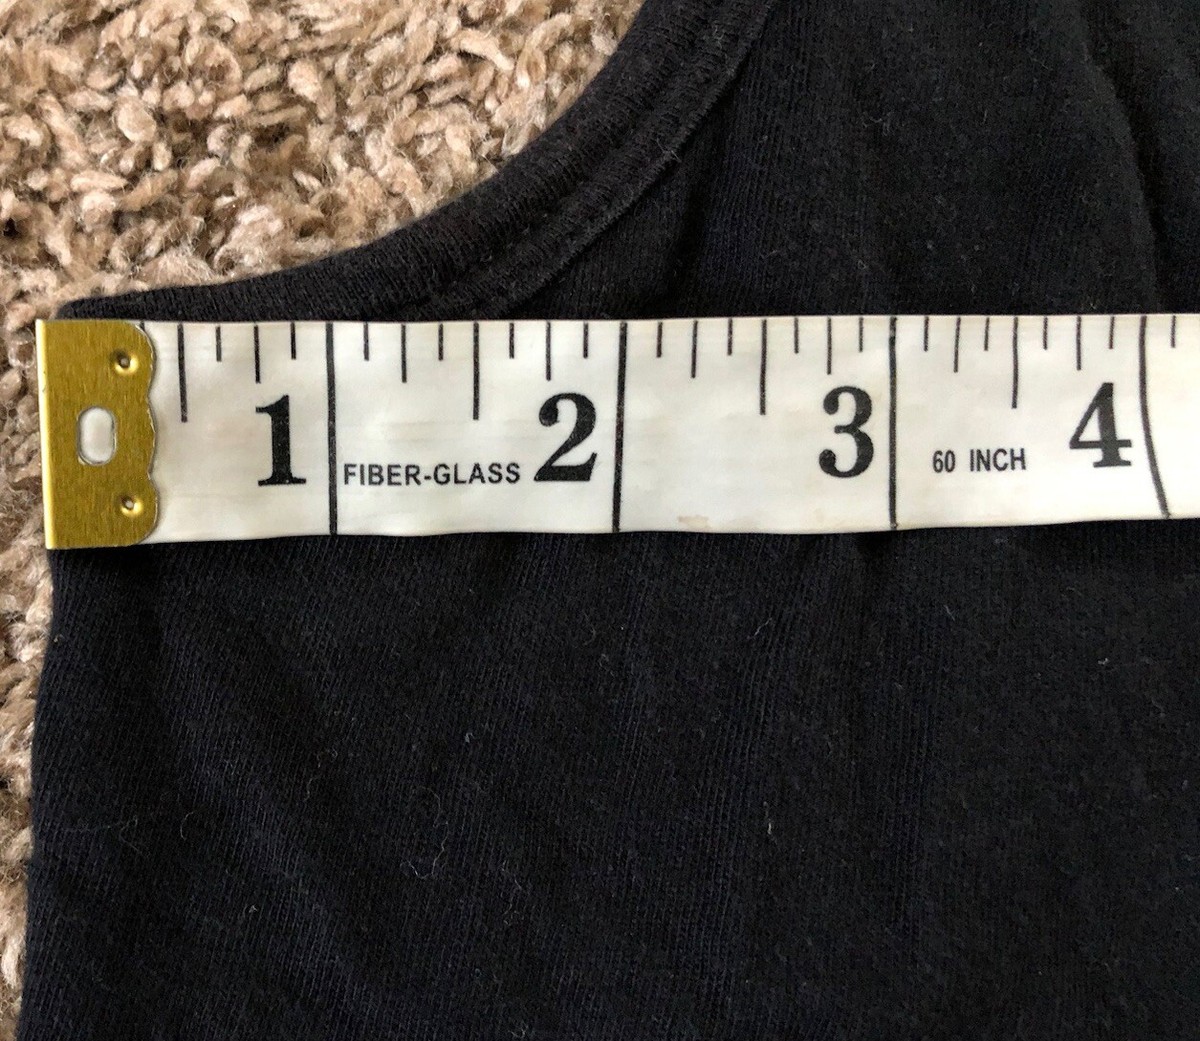 1 FIBER-GLASS 2 3 60 INCH 4